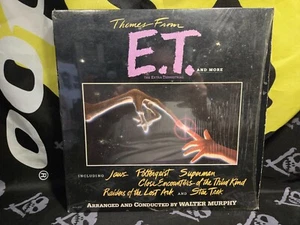 Themes From
E.T.
THE EXTRA TERRESTRIAL
AND MORE
INCLUDING Jaws Poltergeist Superman
Close Encounters of the Third Kind
Raiders of the Lost Ark AND Star Trek
ARRANGED AND CONDUCTED BY WALTER MURPHY
®